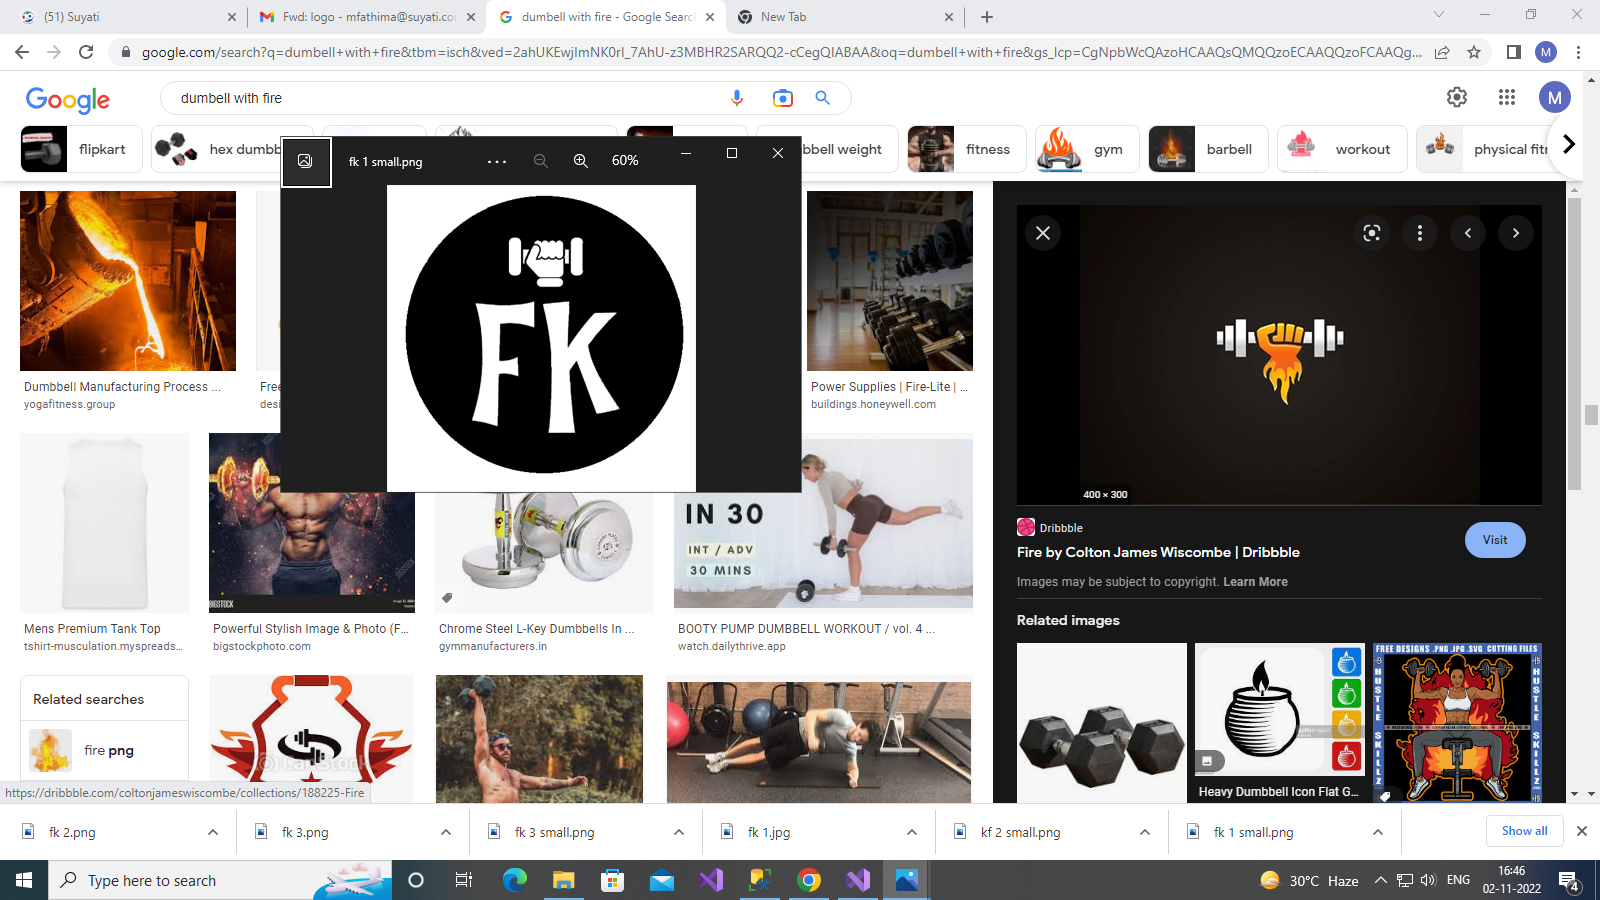 (51) Suyati
Fwd: logo - mfathima@suyati.co
dumbell with fire - Google Searc
New Tab
google.com/search?q=dumbell+with+fire&tbm=isch&ved=2ahUKEwjImNK0rI_7AhU-z3MBHR2SARQQ2-cCegQIABAA&oq=dumbell+with+fire&gs_lcp=CgNpbWcQAzoHCAAQsQMQQzoECAAQQzoFCAAQg...
M
Google
dumbell with fire
M
flipkart
hex dumbb
bbell weight
fitness
gym
barbell
workout
physical fitn
fk 1 small.png
60%
FK
Dumbbell Manufacturing Process ...
yogafitness.group
Free
desi
Power Supplies | Fire-Lite | ...
buildings.honeywell.com
400 × 300
Dribbble
Fire by Colton James Wiscombe | Dribbble
Visit
Images may be subject to copyright. Learn More
Related images
BIGSTOCK
IN 30
INT / ADV
30 MINS
Mens Premium Tank Top
tshirt-musculation.myspreads...
Powerful Stylish Image & Photo (F...
bigstockphoto.com
Chrome Steel L-Key Dumbbells In ...
gymmanufacturers.in
BOOTY PUMP DUMBBELL WORKOUT / vol. 4 ...
watch.dailythrive.app
Related searches
fire png
FREE DESIGNS .PNG .JPG .SVG CUTTING FILES
HUSTLE
HUSTLE
SKILLZ
SKILLZ
Heavy Dumbbell Icon Flat G...
https://dribbble.com/coltonjameswiscombe/collections/188225-Fire
fk 2.png
fk 3.png
fk 3 small.png
fk 1.jpg
kf 2 small.png
fk 1 small.png
Show all
Type here to search
30°C Haze
ENG
16:46
02-11-2022
4